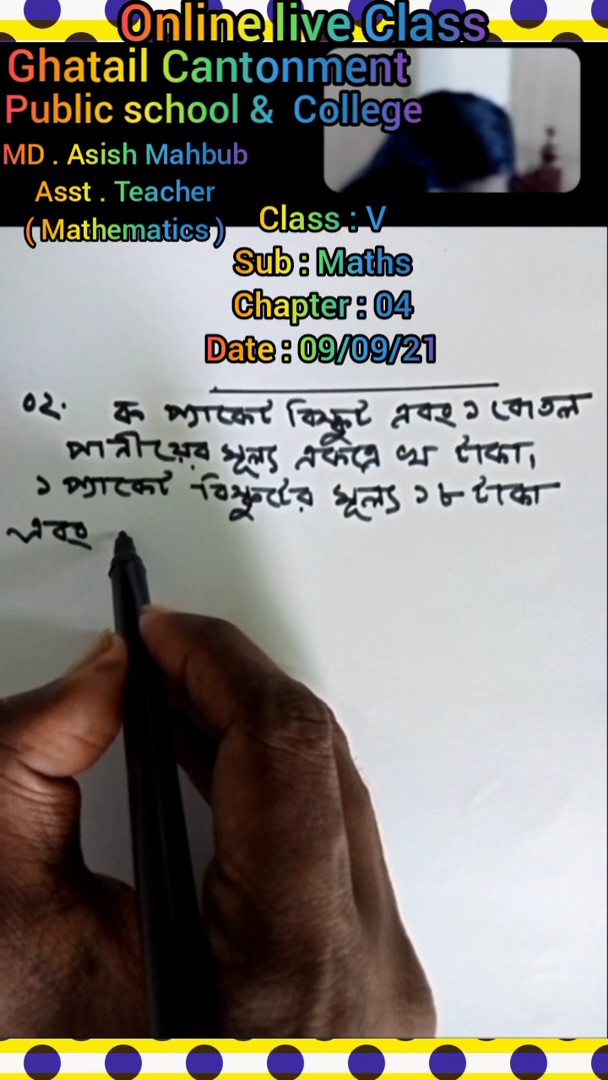 Online live Class
Ghatail Cantonment
Public school & College
MD . Asish Mahbub
Asst . Teacher
( Mathematics )
Class : V
Sub : Maths
Chapter : 04
Date : 09/09/21
০২. ক প্যাকেট বিস্কুট এবং ১ বোতল
পানীয়ের মূল্য একত্রে খ টাকা,
১ প্যাকেট বিস্কুটের মূল্য ১৮ টাকা
এবং